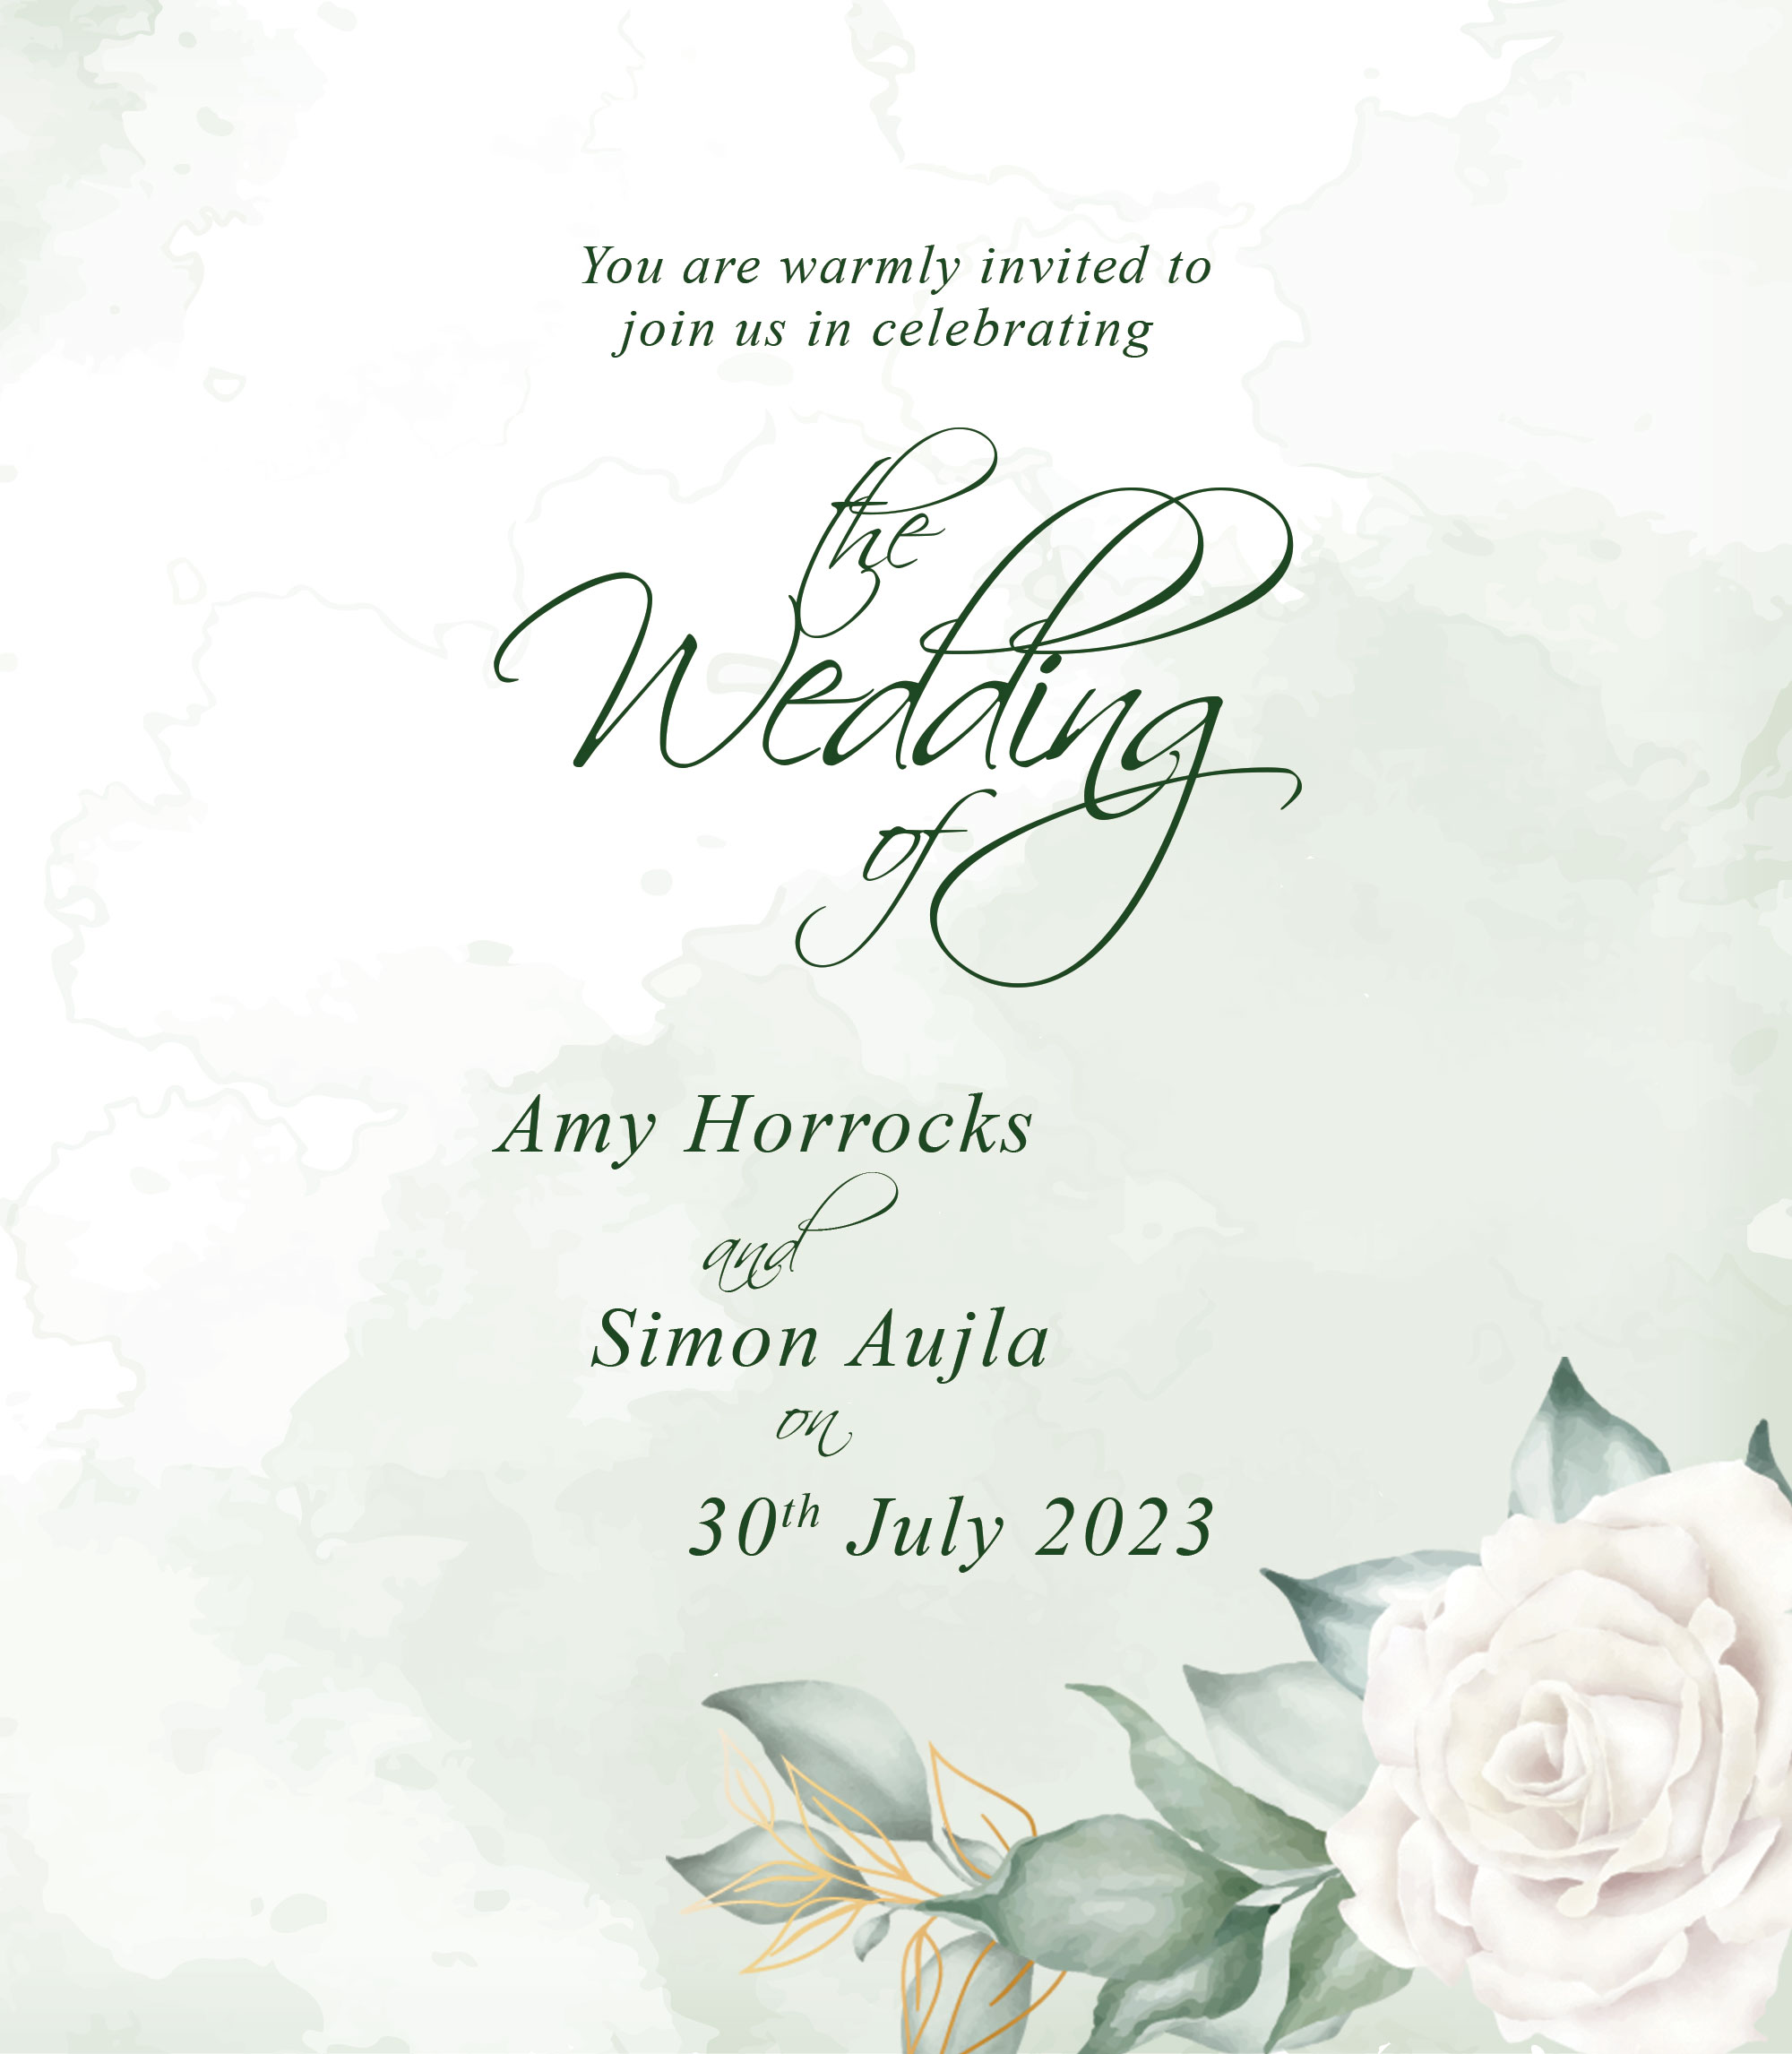 You are warmly invited to
join us in celebrating
the
Wedding
of
Amy Horrocks
and
Simon Aujla
on
30th July 2023